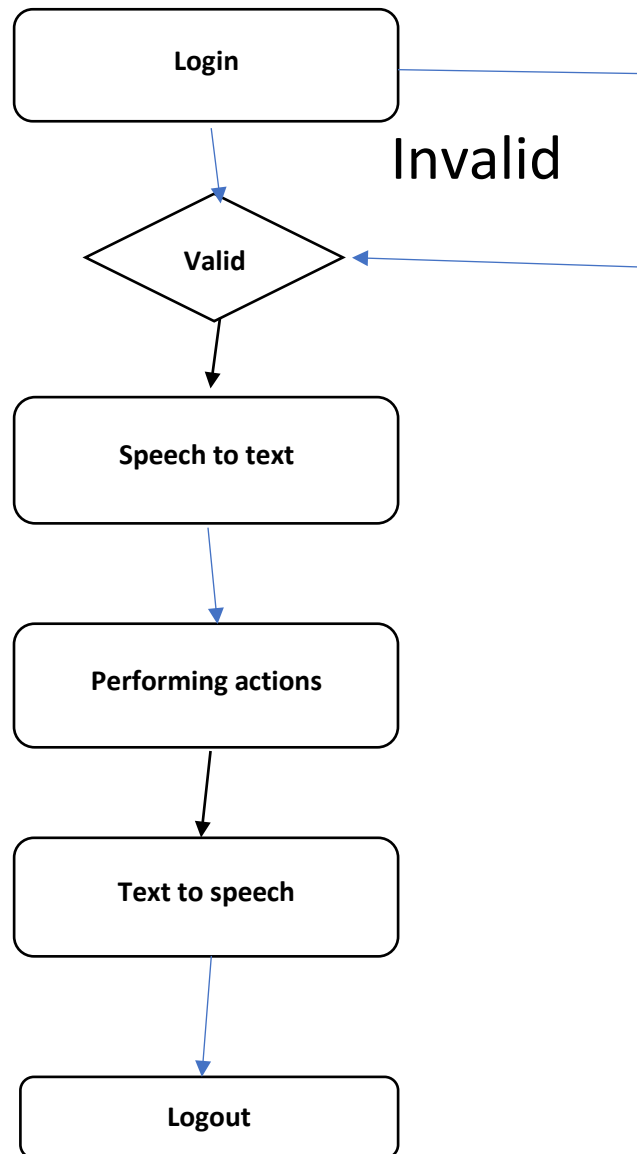 Login
Invalid
Valid
Speech to text
Performing actions
Text to speech
Logout